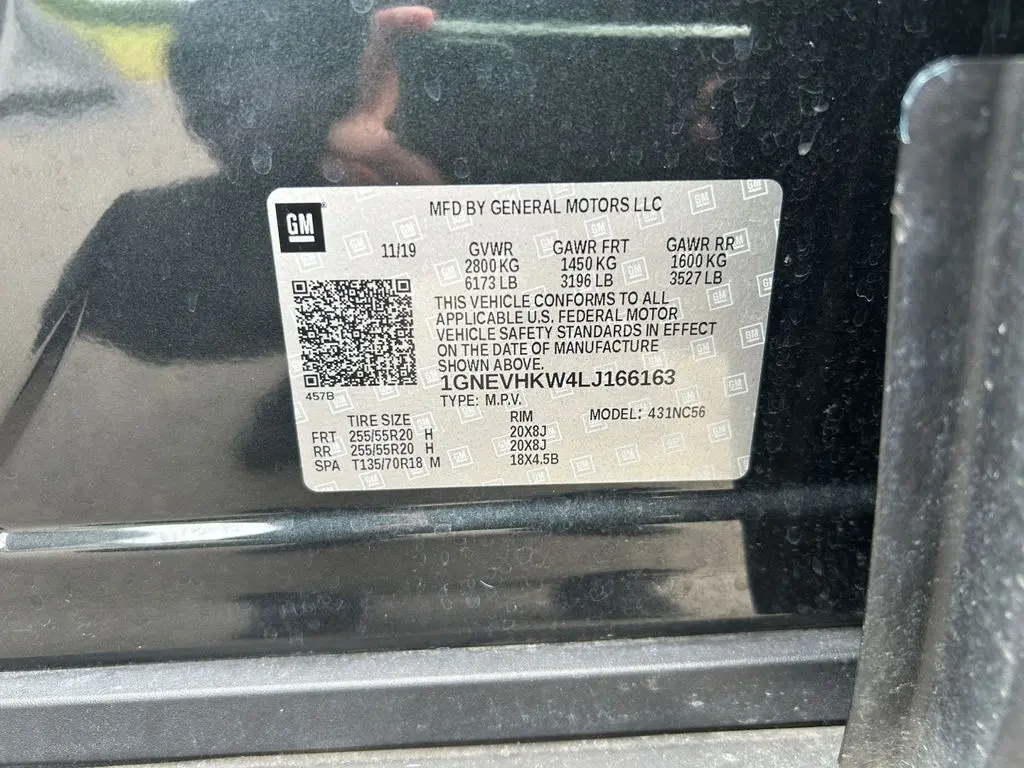 GM
MFD BY GENERAL MOTORS LLC
11/19
GVWR GAWR FRT GAWR RR
2800 KG 1450 KG 1600 KG
6173 LB 3196 LB 3527 LB
THIS VEHICLE CONFORMS TO ALL
APPLICABLE U.S. FEDERAL MOTOR
VEHICLE SAFETY STANDARDS IN EFFECT
ON THE DATE OF MANUFACTURE
SHOWN ABOVE.
1GNEVHKW4LJ166163
457B
TYPE: M.P.V.
TIRE SIZE RIM MODEL: 431NC56
FRT 255/55R20 H 20X8J
RR 255/55R20 H 20X8J
SPA T135/70R18 M 18X4.5B